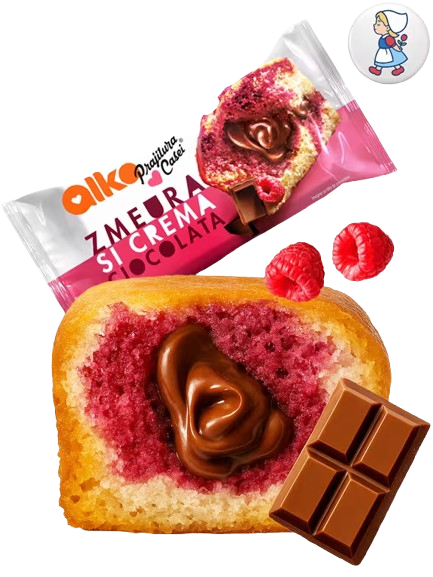 alka
Prăjitura
Casei
ZMEURĂ
ȘI CREMĂ
CIOCOLATĂ